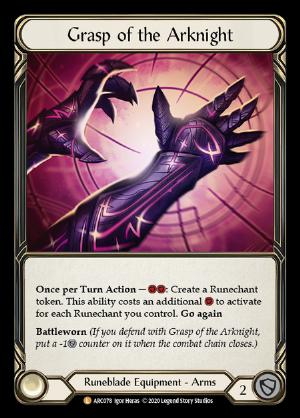 Grasp of the Arknight
Once per Turn Action – : Create a Runechant
token. This ability costs an additional to activate
for each Runechant you control. Go again
Battleworn (If you defend with Grasp of the Arknight,
put a -1 counter on it when the combat chain closes.)
Runeblade Equipment - Arms
2
L ARC078 Igor Heras © 2020 Legend Story Studios